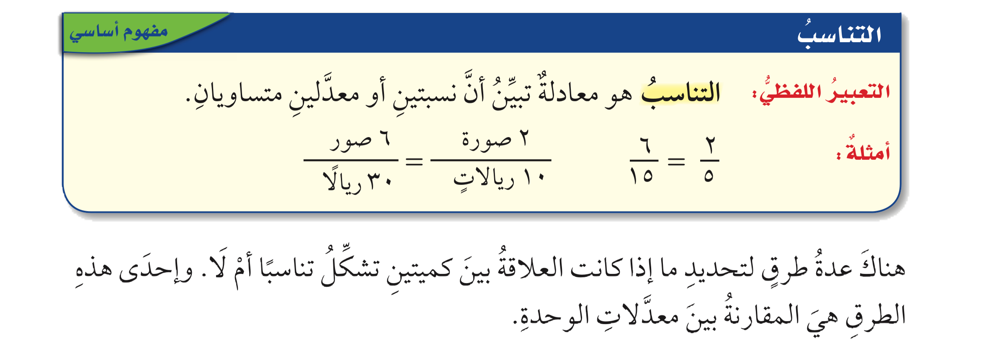 التناسبُ
مفهوم أساسي
التعبيرُ اللفظيُّ: التناسبُ هو معادلةٌ تبيِّنُ أنَّ نسبتينِ أو معدَّلينِ متساويانِ.
أمثلةٌ: ٢/٥ = ٦/١٥ ٢ صورة/١٠ ريالاتٍ = ٦ صور/٣٠ ريالًا
هناكَ عدةُ طرقٍ لتحديدِ ما إذا كانت العلاقةُ بينَ كميتينِ تشكِّلُ تناسبًا أمْ لَا. وإحدَى هذهِ
الطرقِ هيَ المقارنةُ بينَ معدَّلاتِ الوحدةِ.